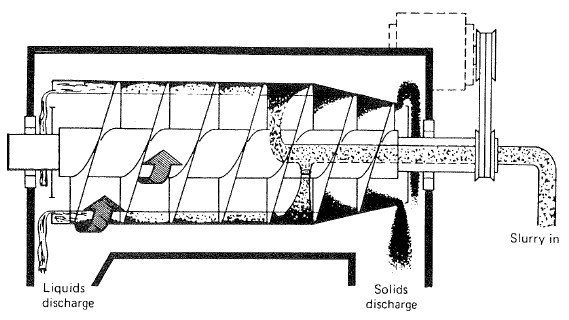 Slurry in
Liquids
discharge
Solids
discharge